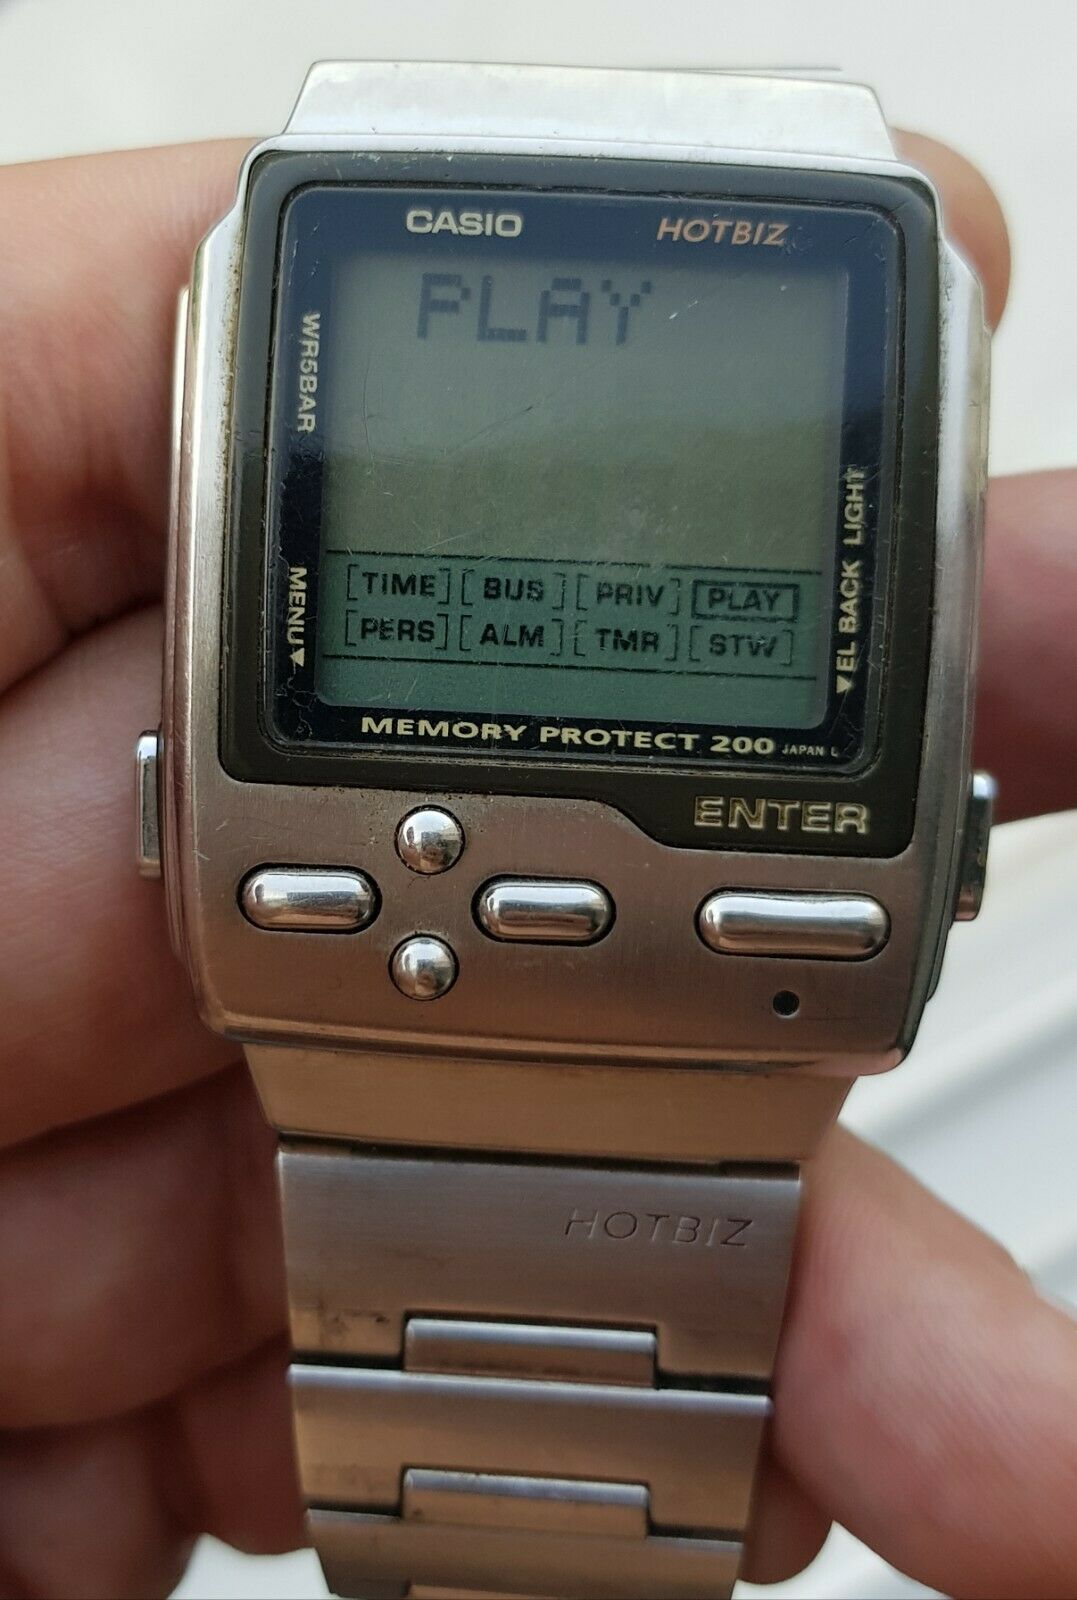 CASIO HOTBIZ
WR5BAR
MENU▼
PLAY
[TIME] [BUS] [PRIV] [PLAY]
[PERS] [ALM] [TMR] [STW]
▼EL BACK LIGHT
MEMORY PROTECT 200 JAPAN
ENTER
HOTBIZ